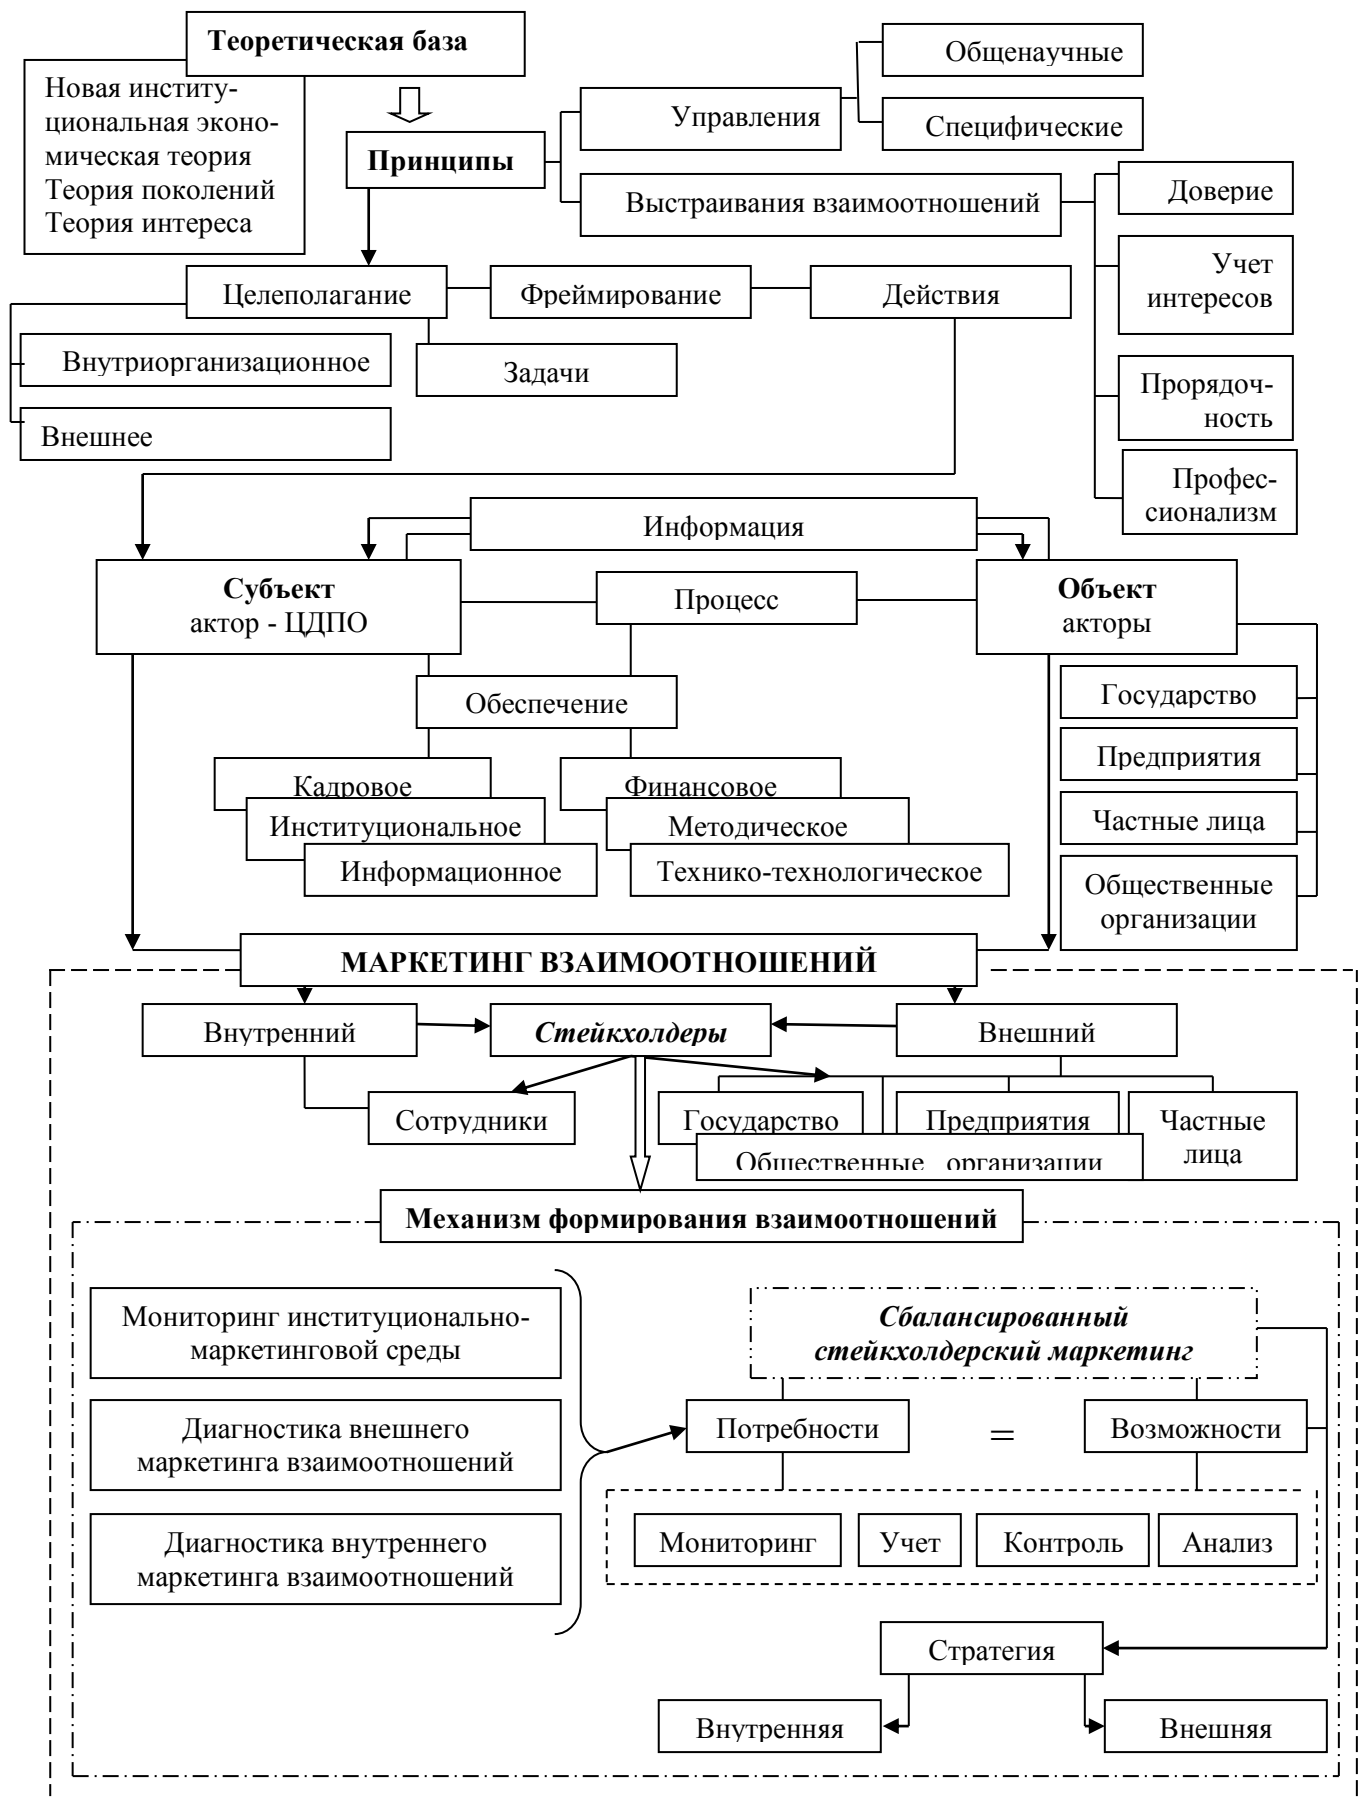 Теоретическая база
Новая институ-
циональная эконо-
мическая теория
Теория поколений
Теория интереса
Принципы
Управления
Общенаучные
Специфические
Выстраивания взаимоотношений
Доверие
Учет
интересов
Прорядоч-
ность
Профес-
сионализм
Целеполагание
Фреймирование
Действия
Внутриорганизационное
Задачи
Внешнее
Информация
Субъект
актор - ЦДПО
Процесс
Объект
акторы
Обеспечение
Государство
Предприятия
Частные лица
Общественные
организации
Кадровое
Институциональное
Информационное
Финансовое
Методическое
Технико-технологическое
МАРКЕТИНГ ВЗАИМООТНОШЕНИЙ
Внутренний
Стейкхолдеры
Внешний
Сотрудники
Государство
Предприятия
Частные
лица
Общественные организации
Механизм формирования взаимоотношений
Мониторинг институционально-
маркетинговой среды
Диагностика внешнего
маркетинга взаимоотношений
Диагностика внутреннего
маркетинга взаимоотношений
Сбалансированный
стейкхолдерский маркетинг
Потребности
=
Возможности
Мониторинг
Учет
Контроль
Анализ
Стратегия
Внутренняя
Внешняя